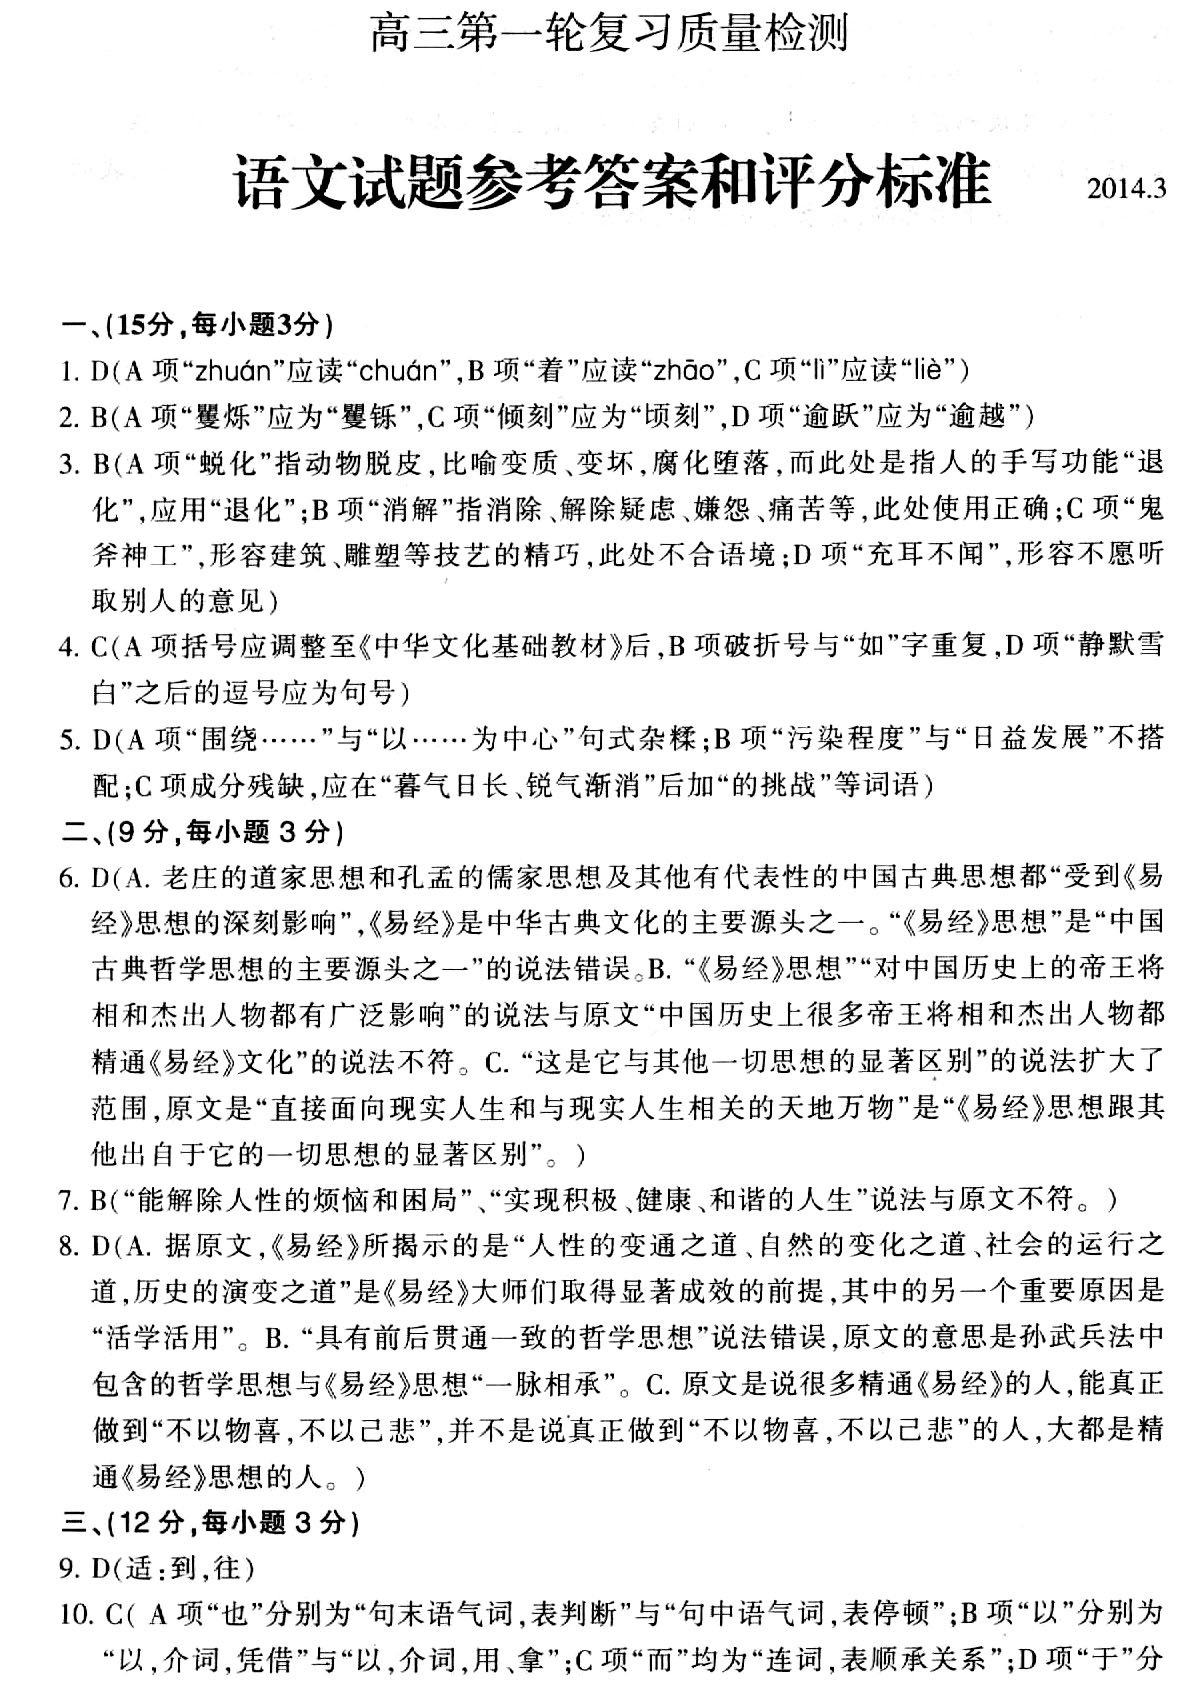 高三第一轮复习质量检测
语文试题参考答案和评分标准 2014.3
一、(15分,每小题3分)
1. D(A 项“zhuán”应读“chuán”,B 项“着”应读“zhāo”,C 项“lì”应读“liè”)
2. B(A 项“矍烁”应为“矍铄”,C 项“倾刻”应为“顷刻”,D 项“逾跃”应为“逾越”)
3. B(A 项“蜕化”指动物脱皮,比喻变质、变坏,腐化堕落,而此处是指人的手写功能“退
化”,应用“退化”;B 项“消解”指消除、解除疑虑、嫌怨、痛苦等,此处使用正确;C 项“鬼
斧神工”,形容建筑、雕塑等技艺的精巧,此处不合语境;D 项“充耳不闻”,形容不愿听
取别人的意见)
4. C(A 项括号应调整至《中华文化基础教材》后,B 项破折号与“如”字重复,D 项“静默雪
白”之后的逗号应为句号)
5. D(A 项“围绕……”与“以……为中心”句式杂糅;B 项“污染程度”与“日益发展”不搭
配;C 项成分残缺,应在“暮气日长、锐气渐消”后加“的挑战”等词语)
二、(9 分,每小题 3 分)
6. D(A. 老庄的道家思想和孔孟的儒家思想及其他有代表性的中国古典思想都“受到《易
经》思想的深刻影响”,《易经》是中华古典文化的主要源头之一。“《易经》思想”是“中国
古典哲学思想的主要源头之一”的说法错误。B. “《易经》思想”“对中国历史上的帝王将
相和杰出人物都有广泛影响”的说法与原文“中国历史上很多帝王将相和杰出人物都
精通《易经》文化”的说法不符。C. “这是它与其他一切思想的显著区别”的说法扩大了
范围,原文是“直接面向现实人生和与现实人生相关的天地万物”是“《易经》思想跟其
他出自于它的一切思想的显著区别”。)
7. B(“能解除人性的烦恼和困局”、“实现积极、健康、和谐的人生”说法与原文不符。)
8. D(A. 据原文,《易经》所揭示的是“人性的变通之道、自然的变化之道、社会的运行之
道,历史的演变之道”是《易经》大师们取得显著成效的前提,其中的另一个重要原因是
“活学活用”。B. “具有前后贯通一致的哲学思想”说法错误,原文的意思是孙武兵法中
包含的哲学思想与《易经》思想“一脉相承”。C. 原文是说很多精通《易经》的人,能真正
做到“不以物喜,不以己悲”,并不是说真正做到“不以物喜,不以己悲”的人,大都是精
通《易经》思想的人。)
三、(12 分,每小题 3 分)
9. D(适:到,往)
10. C( A 项“也”分别为“句末语气词,表判断”与“句中语气词,表停顿”;B 项“以”分别为
“以,介词,凭借”与“以,介词,用、拿”;C 项“而”均为“连词,表顺承关系”;D 项“于”分